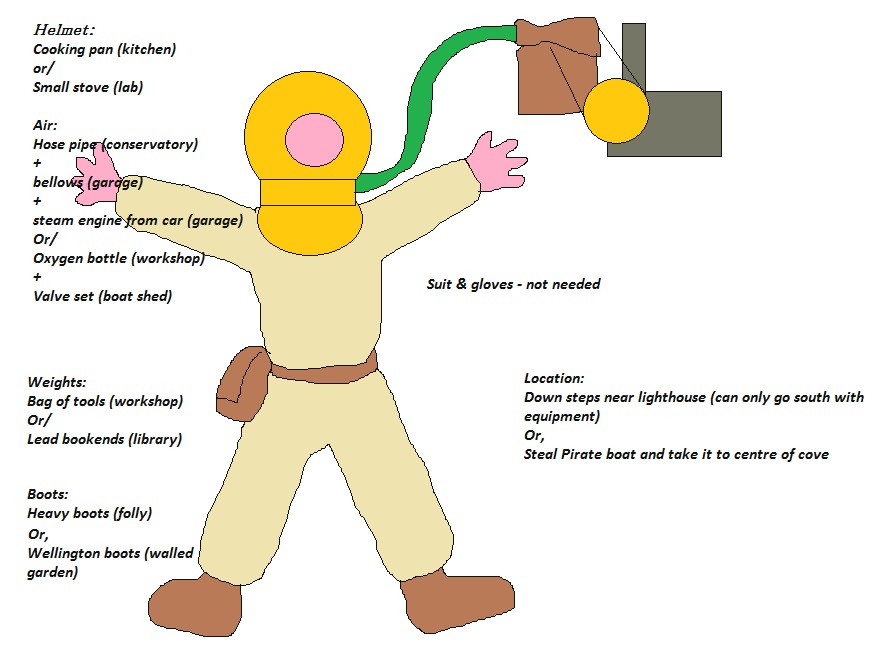 Helmet:
Cooking pan (kitchen)
or/
Small stove (lab)
Air:
Hose pipe (conservatory)
+
bellows (garage)
+
steam engine from car (garage)
Or/
Oxygen bottle (workshop)
+
Valve set (boat shed)
Suit & gloves - not needed
Weights:
Bag of tools (workshop)
Or/
Lead bookends (library)
Location:
Down steps near lighthouse (can only go south with
equipment)
Or,
Steal Pirate boat and take it to centre of cove
Boots:
Heavy boots (folly)
Or,
Wellington boots (walled
garden)